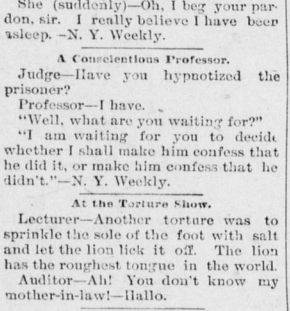 She (suddenly)—Oh, I beg your par-
don, sir. I really believe I have been
asleep. –N. Y. Weekly.
A Conscientious Professor.
Judge—Have you hypnotized the
prisoner?
Professor—I have.
"Well, what are you waiting for?"
"I am waiting for you to decide
whether I shall make him confess that
he did it, or make him confess that he
didn't."—N. Y. Weekly.
At the Torture Show.
Lecturer—Another torture was to
sprinkle the sole of the foot with salt
and let the lion lick it off. The lion
has the roughest tongue in the world.
Auditor—Ah! You don't know my
mother-in-law!—Hallo.